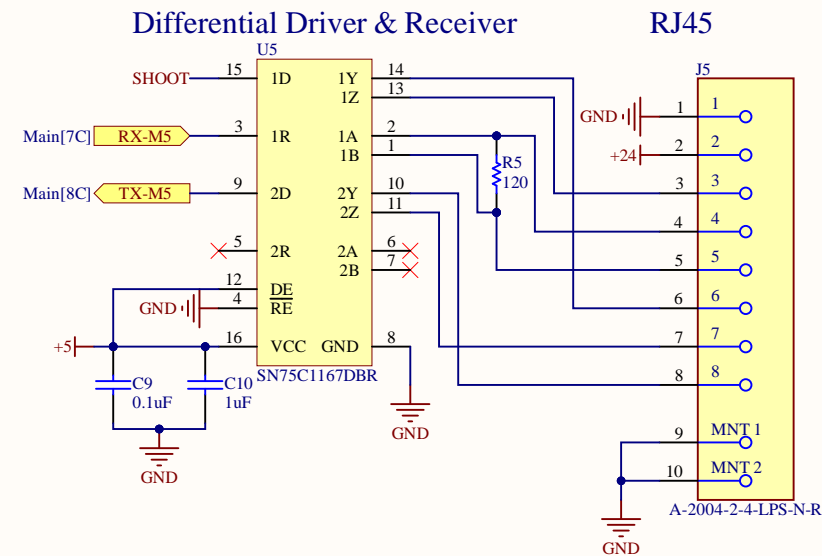 Differential Driver & Receiver
RJ45
U5
J5
SHOOT 15 1D 1Y 14
1Z 13
GND 1 1
Main[7C] RX-M5 3 1R 1A 2
1B 1
+24 2 2
R5
120
3 3
Main[8C] TX-M5 9 2D 2Y 10
2Z 11
4 4
5 2R 2A 6
2B 7
5 5
12 DE
GND 4 RE
6 6
+5 16 VCC GND 8
7 7
SN75C1167DBR
C9
0.1uF
C10
1uF
8 8
GND
GND
9 MNT 1
10 MNT 2
A-2004-2-4-LPS-N-R
GND